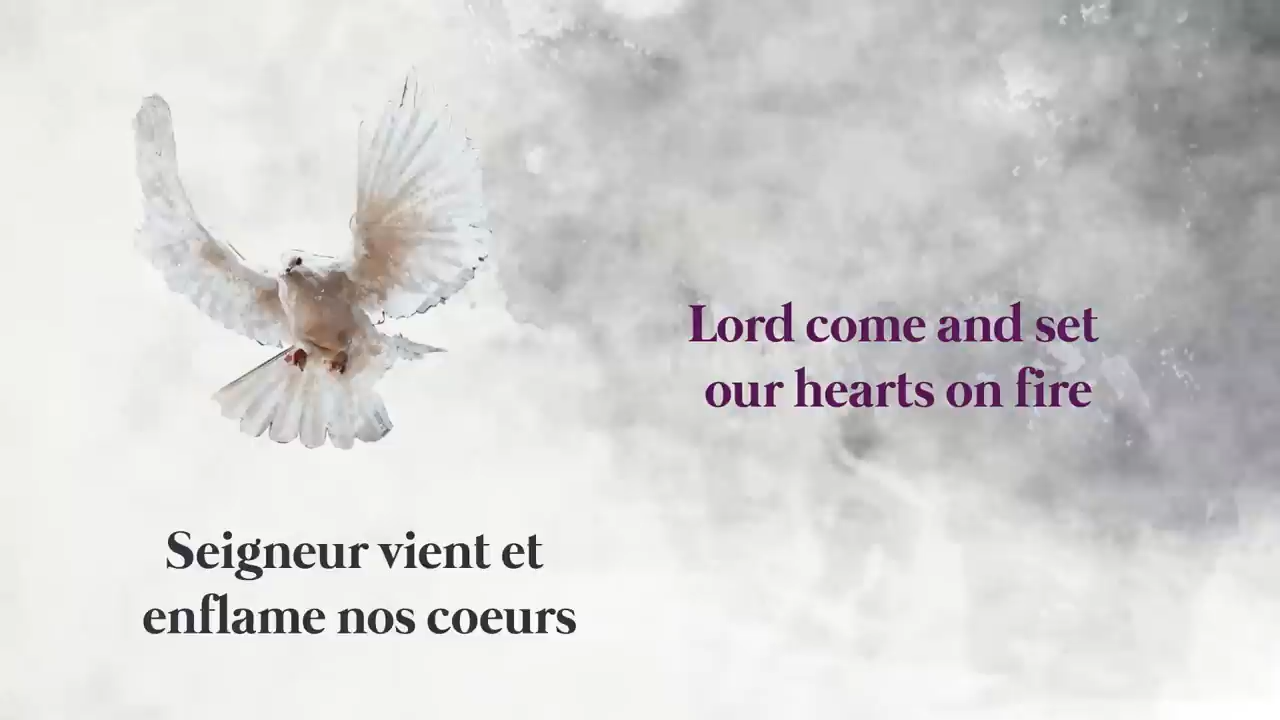 Lord come and set
our hearts on fire
Seigneur vient et
enflame nos coeurs